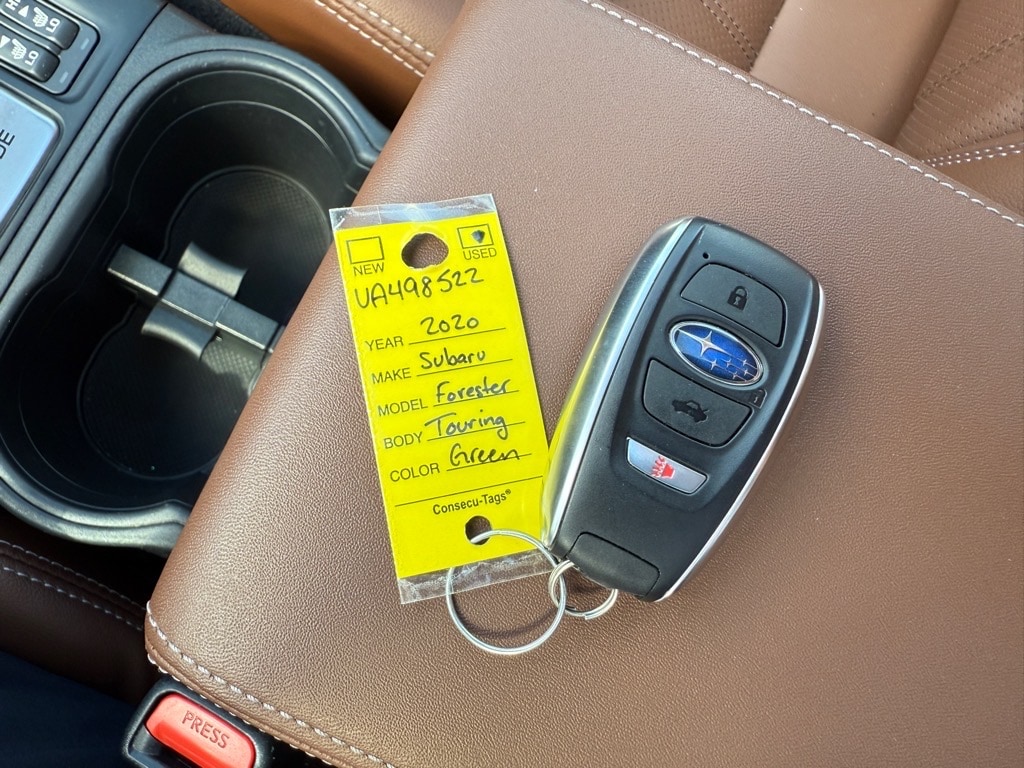 NEW
USED
UA498522
YEAR 2020
MAKE Subaru
MODEL Forester
BODY Touring
COLOR Green
Consecu-Tags®
PRESS